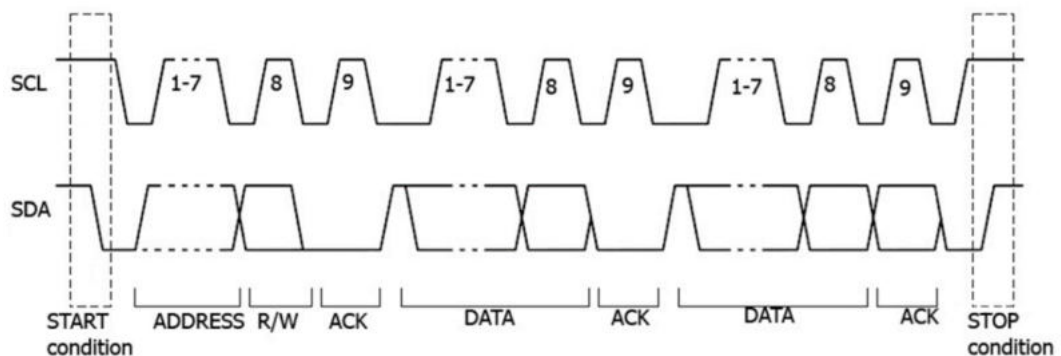 SCL 1-7 8 9 1-7 8 9 1-7 8 9
SDA
START condition ADDRESS R/W ACK DATA ACK DATA ACK STOP condition